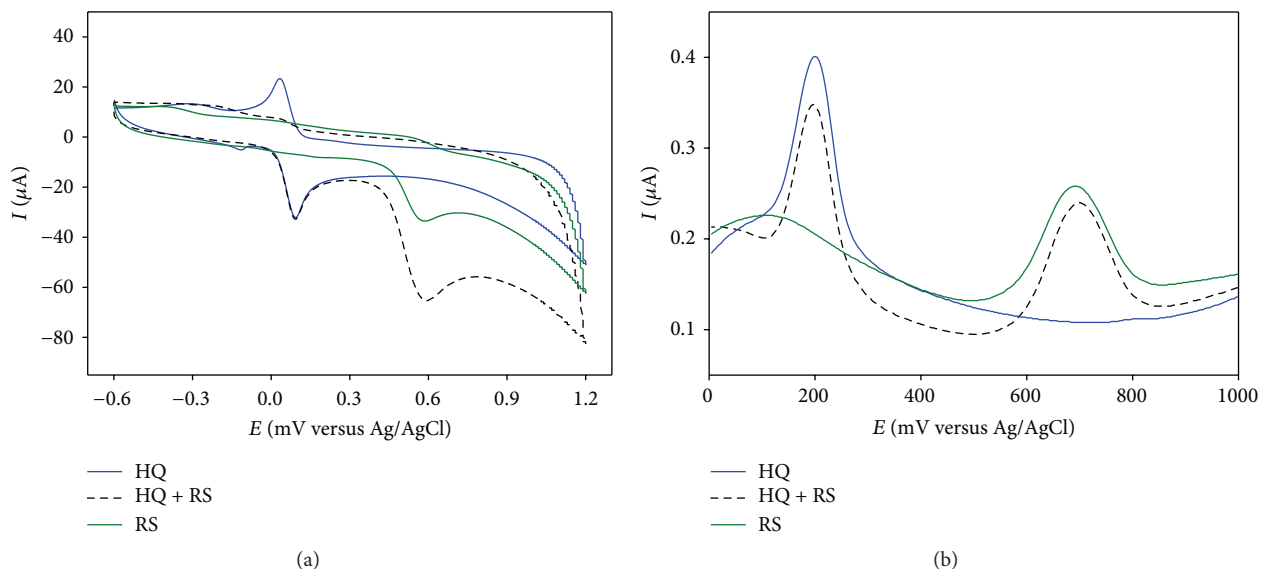 40
20
0
−20
−40
−60
−80
I (μA)
−0.6 −0.3 0.0 0.3 0.6 0.9 1.2
E (mV versus Ag/AgCl)
HQ
HQ + RS
RS
(a)
0.4
0.3
0.2
0.1
I (μA)
0 200 400 600 800 1000
E (mV versus Ag/AgCl)
HQ
HQ + RS
RS
(b)